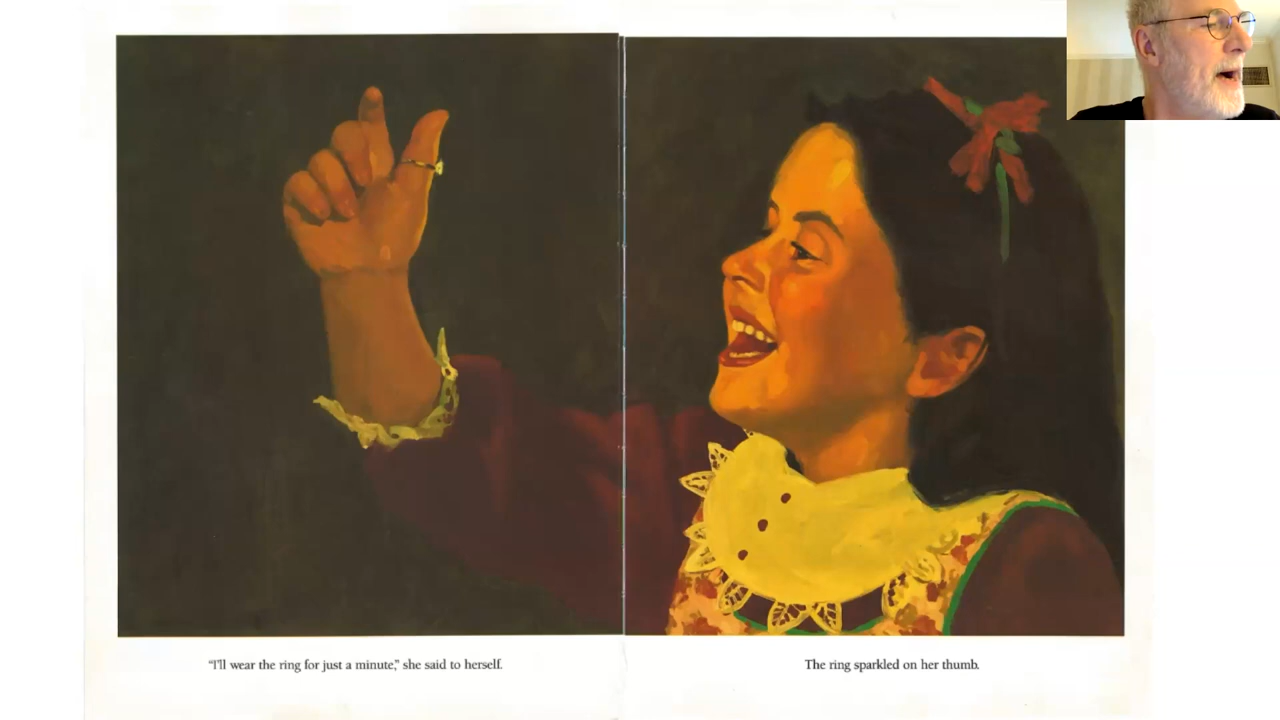 “I’ll wear the ring for just a minute,” she said to herself.
The ring sparkled on her thumb.